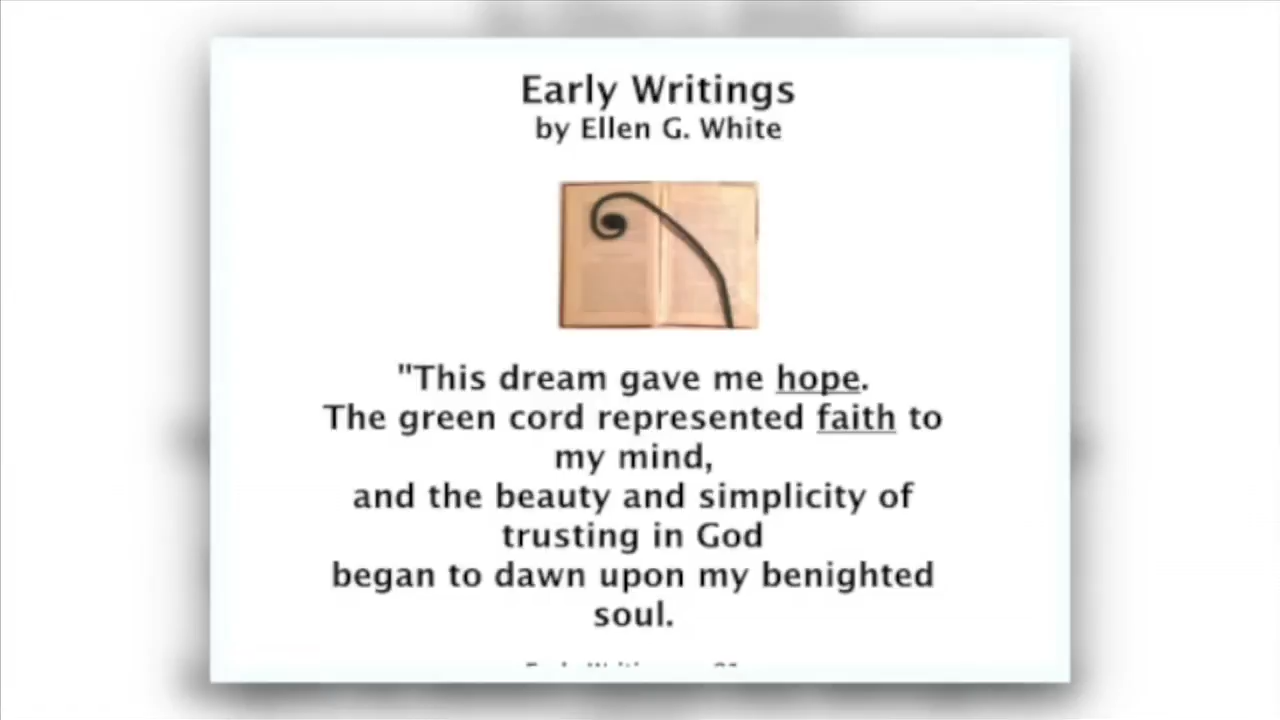 Early Writings
by Ellen G. White
"This dream gave me hope.
The green cord represented faith to
my mind,
and the beauty and simplicity of
trusting in God
began to dawn upon my benighted
soul.